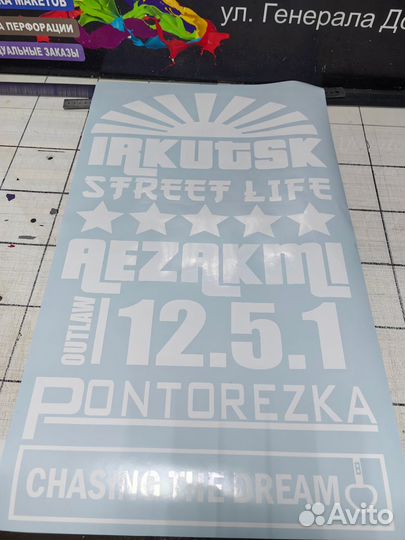 КА МАКЕТОВ
А ПЕРФОРАЦИИ
ДУАЛЬНЫЕ ЗАКАЗЫ
ул. Генерала До
IRKUTSK
STREET LIFE
AEZAKMI
OUTLAW
12.5.1
PONTOREZKA
CHASING THE DREAM
Avito